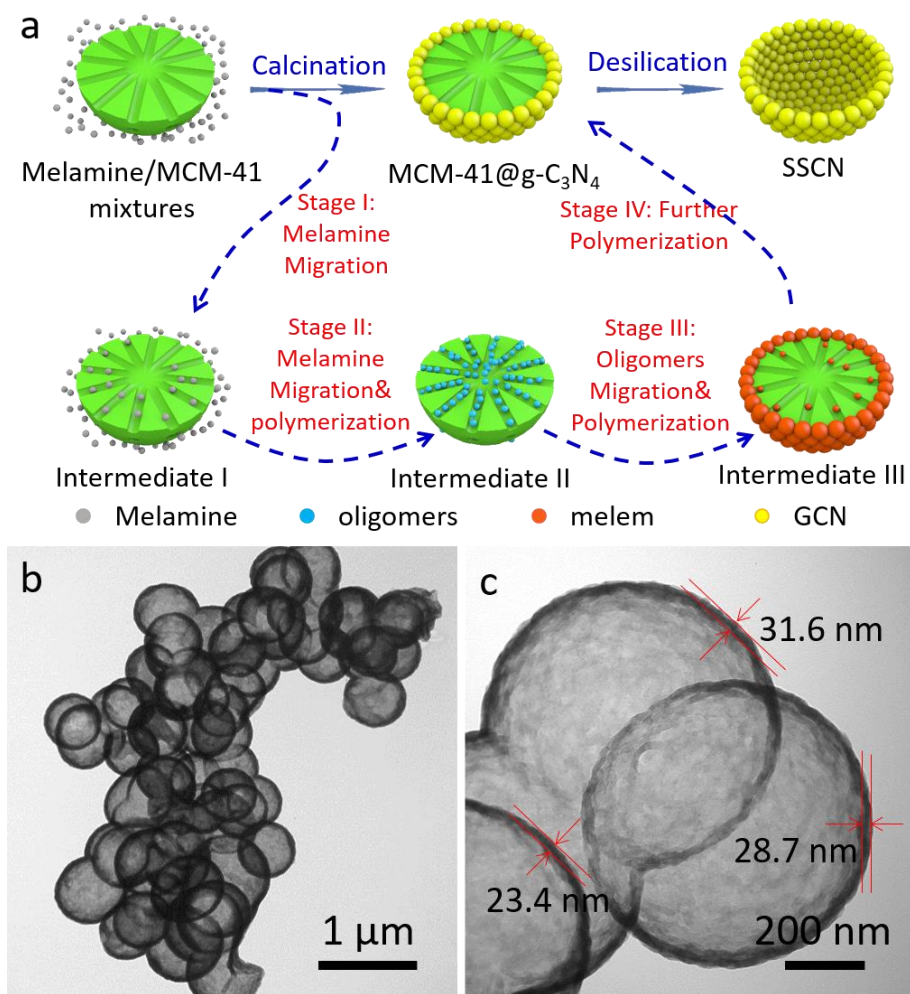 a
Calcination
Desilication
Melamine/MCM-41
mixtures
MCM-41@g-C₃N₄
SSCN
Stage I:
Melamine
Migration
Stage IV: Further
Polymerization
Stage II:
Melamine
Migration&
polymerization
Stage III:
Oligomers
Migration&
Polymerization
Intermediate I
Intermediate II
Intermediate III
Melamine
oligomers
melem
GCN
b
1 μm
c
31.6 nm
28.7 nm
23.4 nm
200 nm